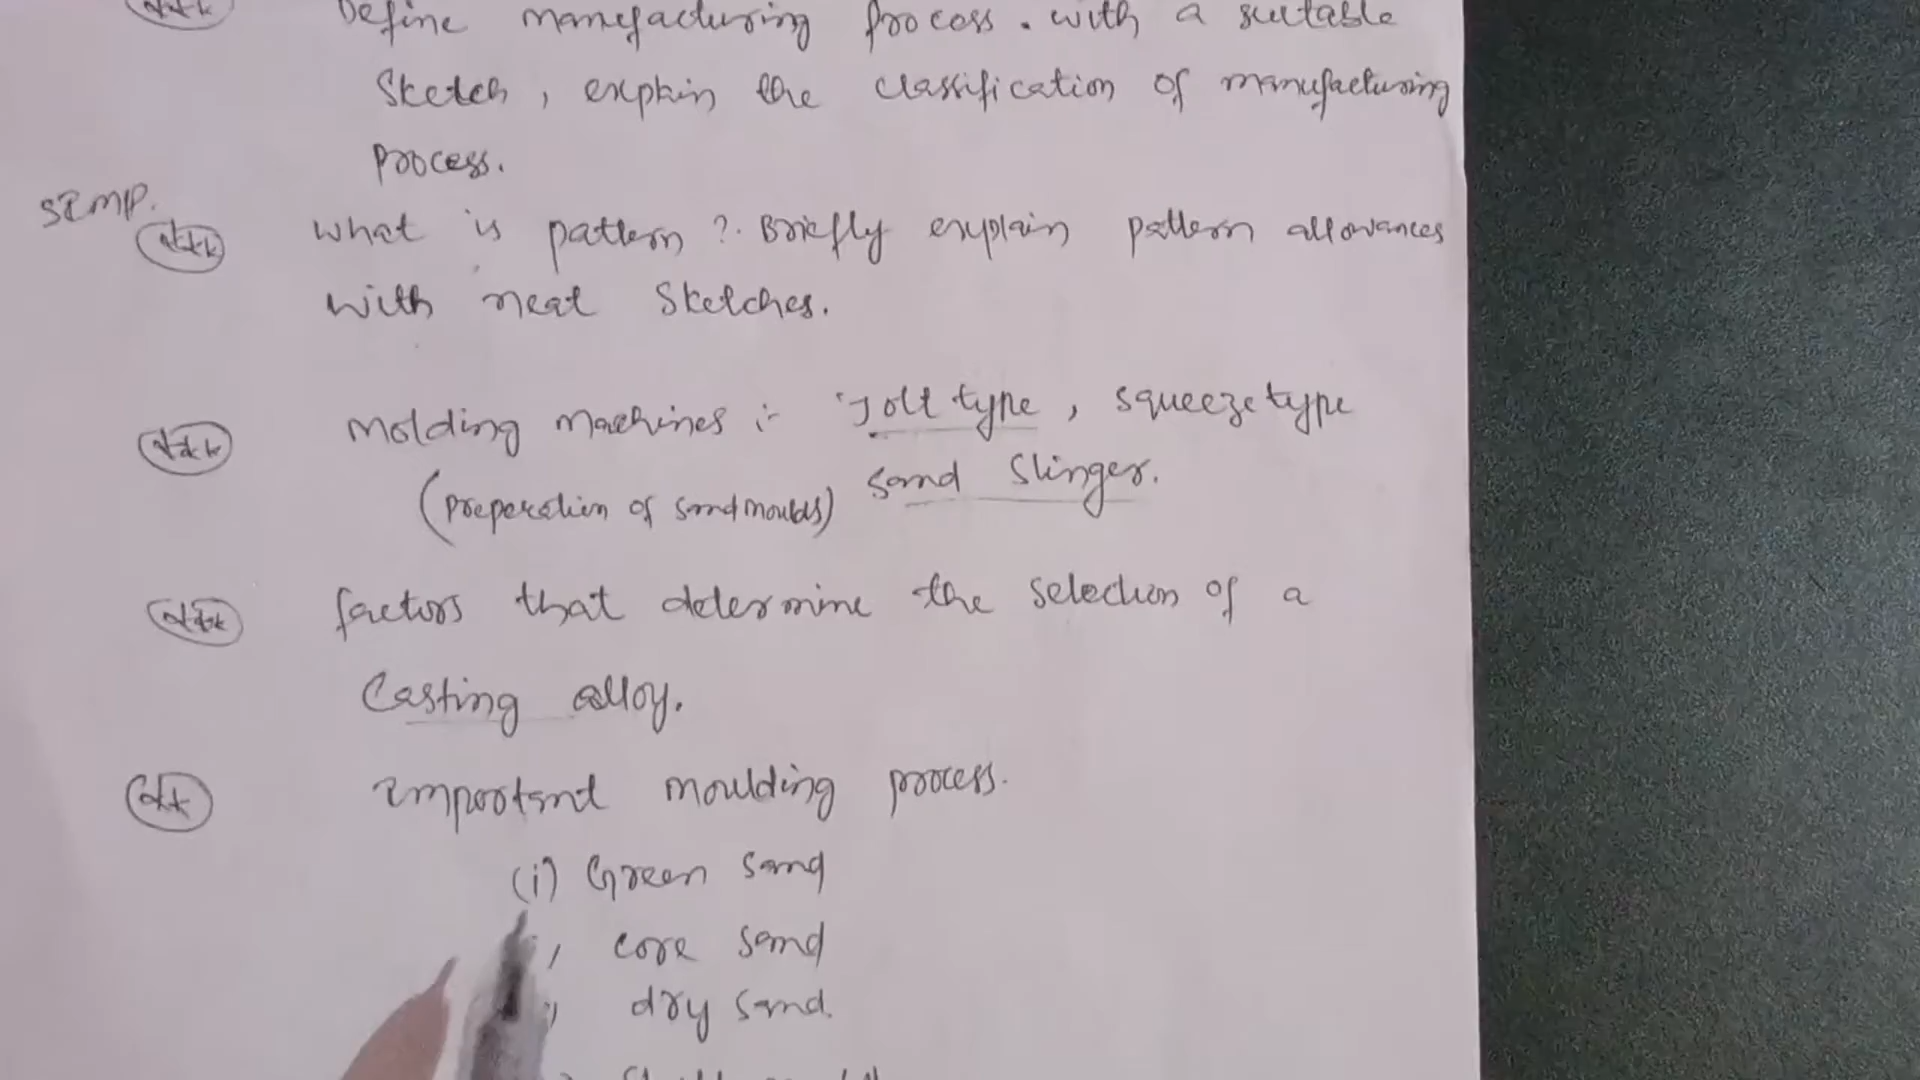 Define manufacturing process. with a suitable
Sketch, explain the classification of manufacturing
process.
SIMP.
*** What is pattern ?. Briefly explain pattern allowances
with neat Sketches.
*** Molding Machines :- Jolt type, squeeze type
(preperation of sand moulds) Sand Slinger.
*** factors that determine the selection of a
Casting alloy.
** Important moulding process.
(i) Green sand
,, core sand
,, dry sand.